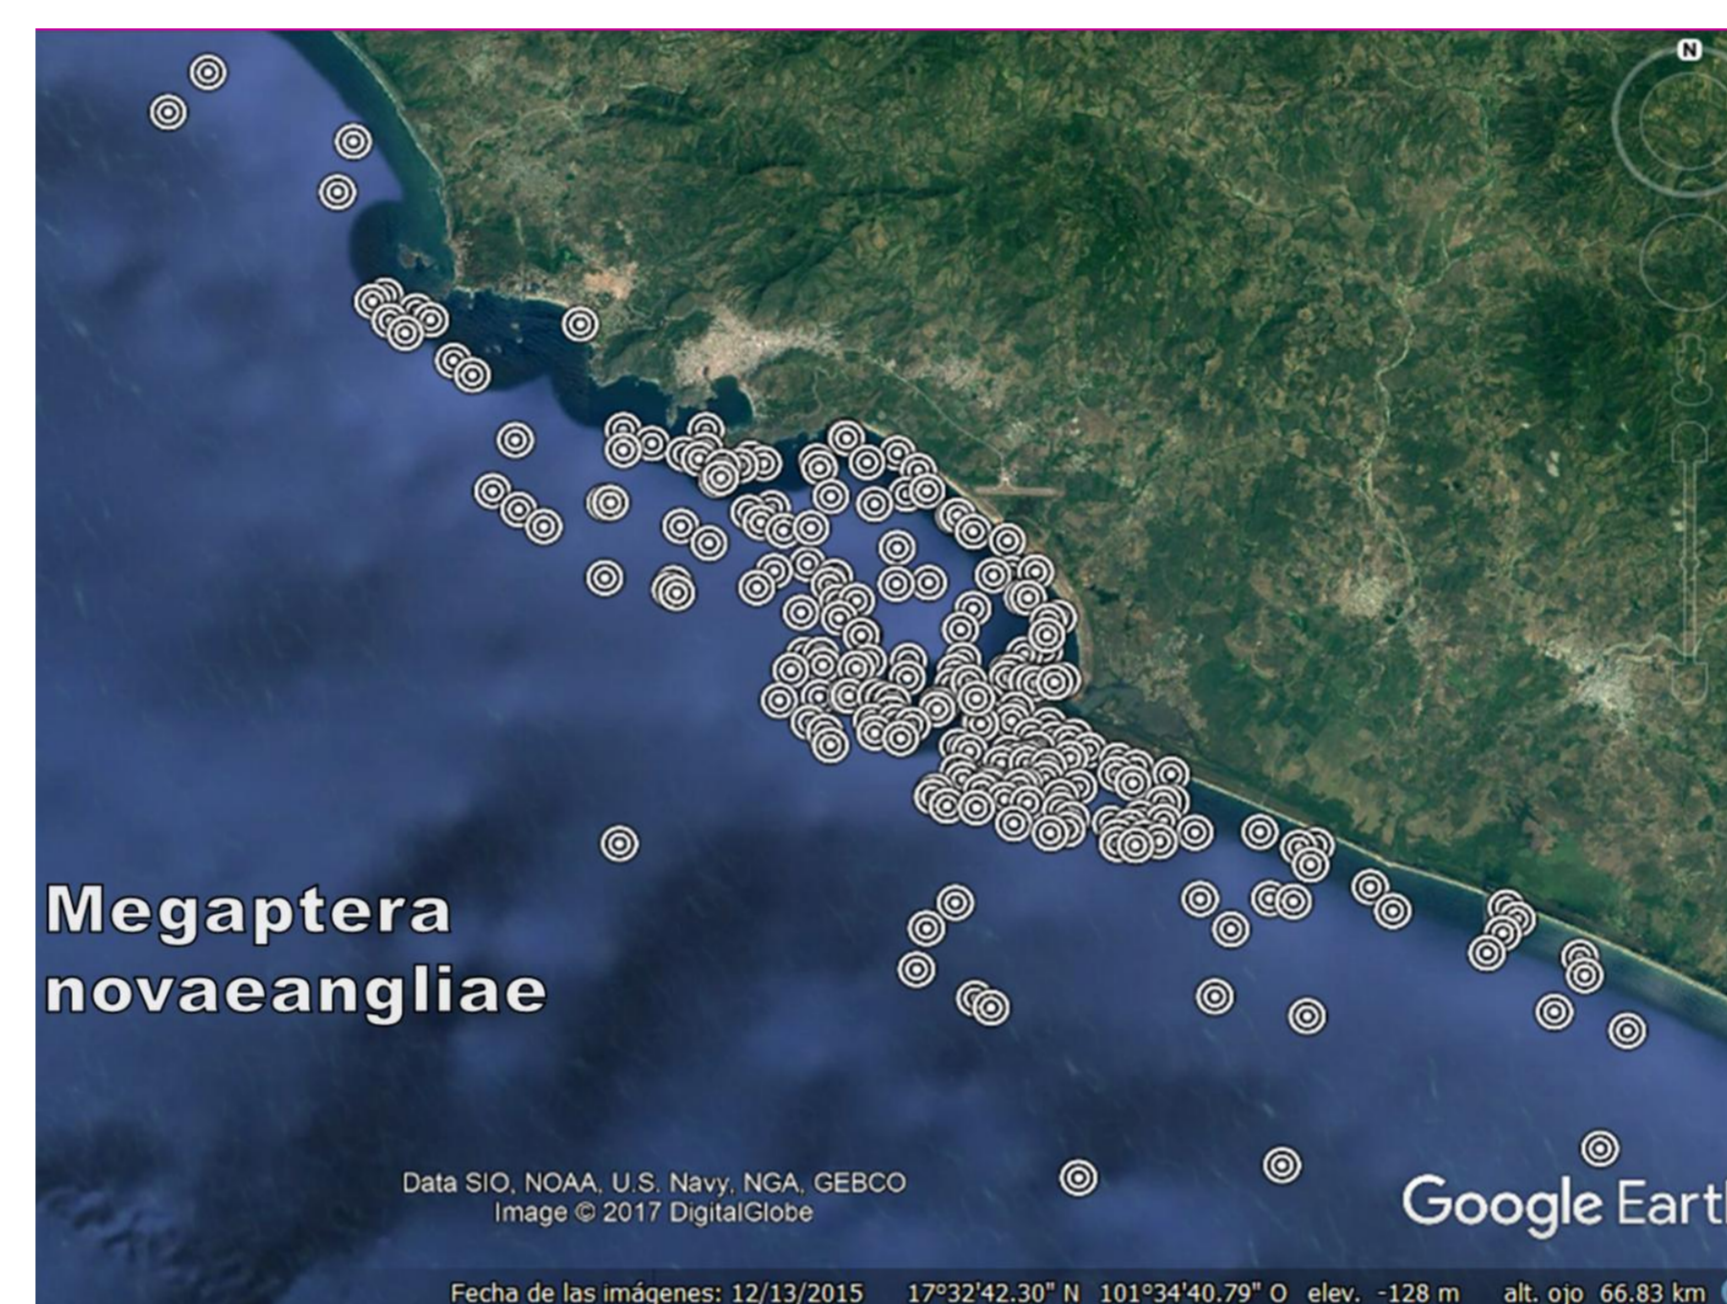 N
Megaptera
novaeangliae
Data SIO, NOAA, U.S. Navy, NGA, GEBCO
Image © 2017 DigitalGlobe
Google Eart
Fecha de las imágenes: 12/13/2015 17°32'42.30" N 101°34'40.79" O elev. -128 m alt. ojo 66.83 km